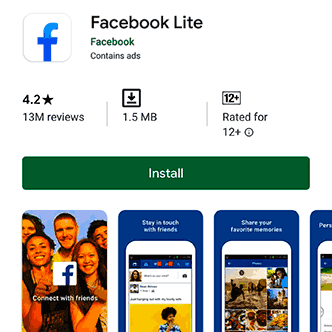 Facebook Lite
Facebook
Contains ads
4.2★
13M reviews
1.5 MB
12+
Rated for
12+
Install
Connect with friends
Stay in touch
with friends
Share your
favorite memories